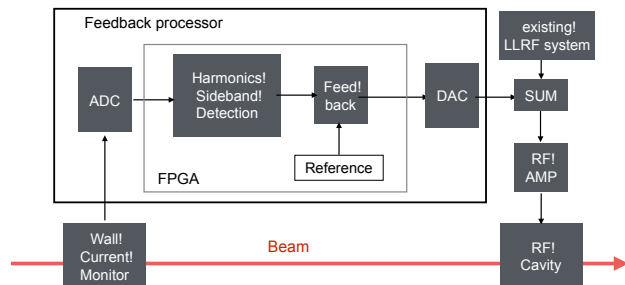 Feedback processor
existing!
LLRF system
ADC
Harmonics!
Sideband!
Detection
Feed!
back
DAC
SUM
Reference
FPGA
RF!
AMP
Wall!
Current!
Monitor
Beam
RF!
Cavity